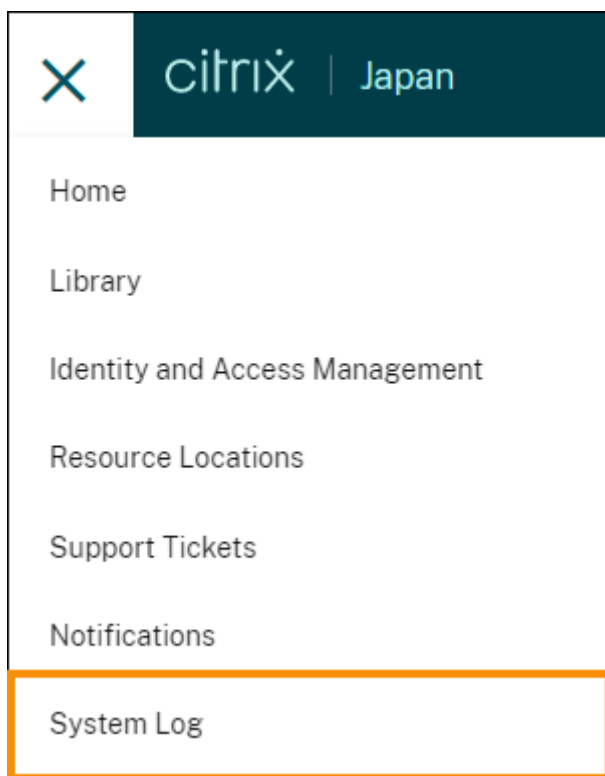 citrix Japan
Home
Library
Identity and Access Management
Resource Locations
Support Tickets
Notifications
System Log